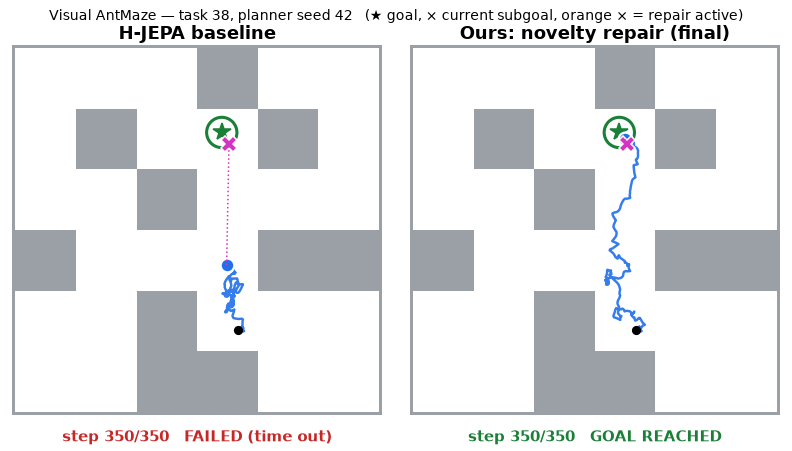 Visual AntMaze — task 38, planner seed 42   (★ goal, × current subgoal, orange × = repair active)
H-JEPA baseline
Ours: novelty repair (final)
step 350/350   FAILED (time out)
step 350/350   GOAL REACHED